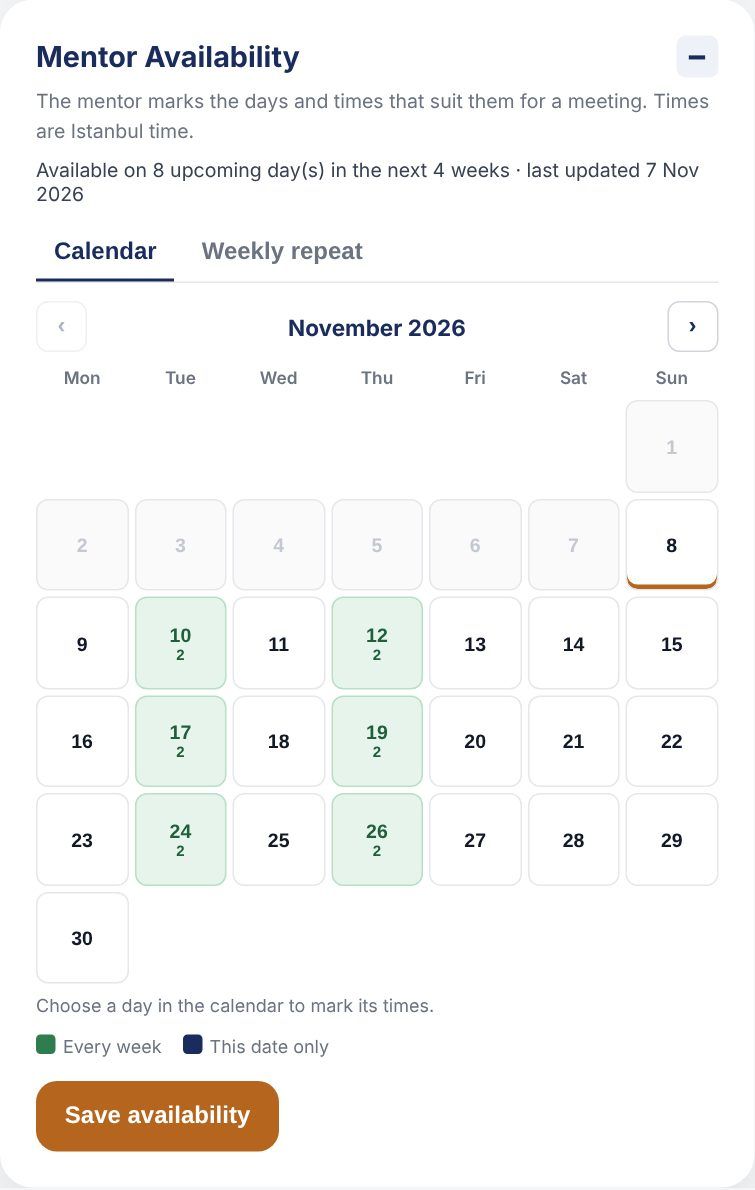 Mentor Availability
–
The mentor marks the days and times that suit them for a meeting. Times
are Istanbul time.
Available on 8 upcoming day(s) in the next 4 weeks · last updated 7 Nov
2026
Calendar Weekly repeat
‹ November 2026 ›
Mon Tue Wed Thu Fri Sat Sun
1
2 3 4 5 6 7 8
9 10 11 12 13 14 15
2 2
16 17 18 19 20 21 22
2 2
23 24 25 26 27 28 29
2 2
30
Choose a day in the calendar to mark its times.
Every week This date only
Save availability